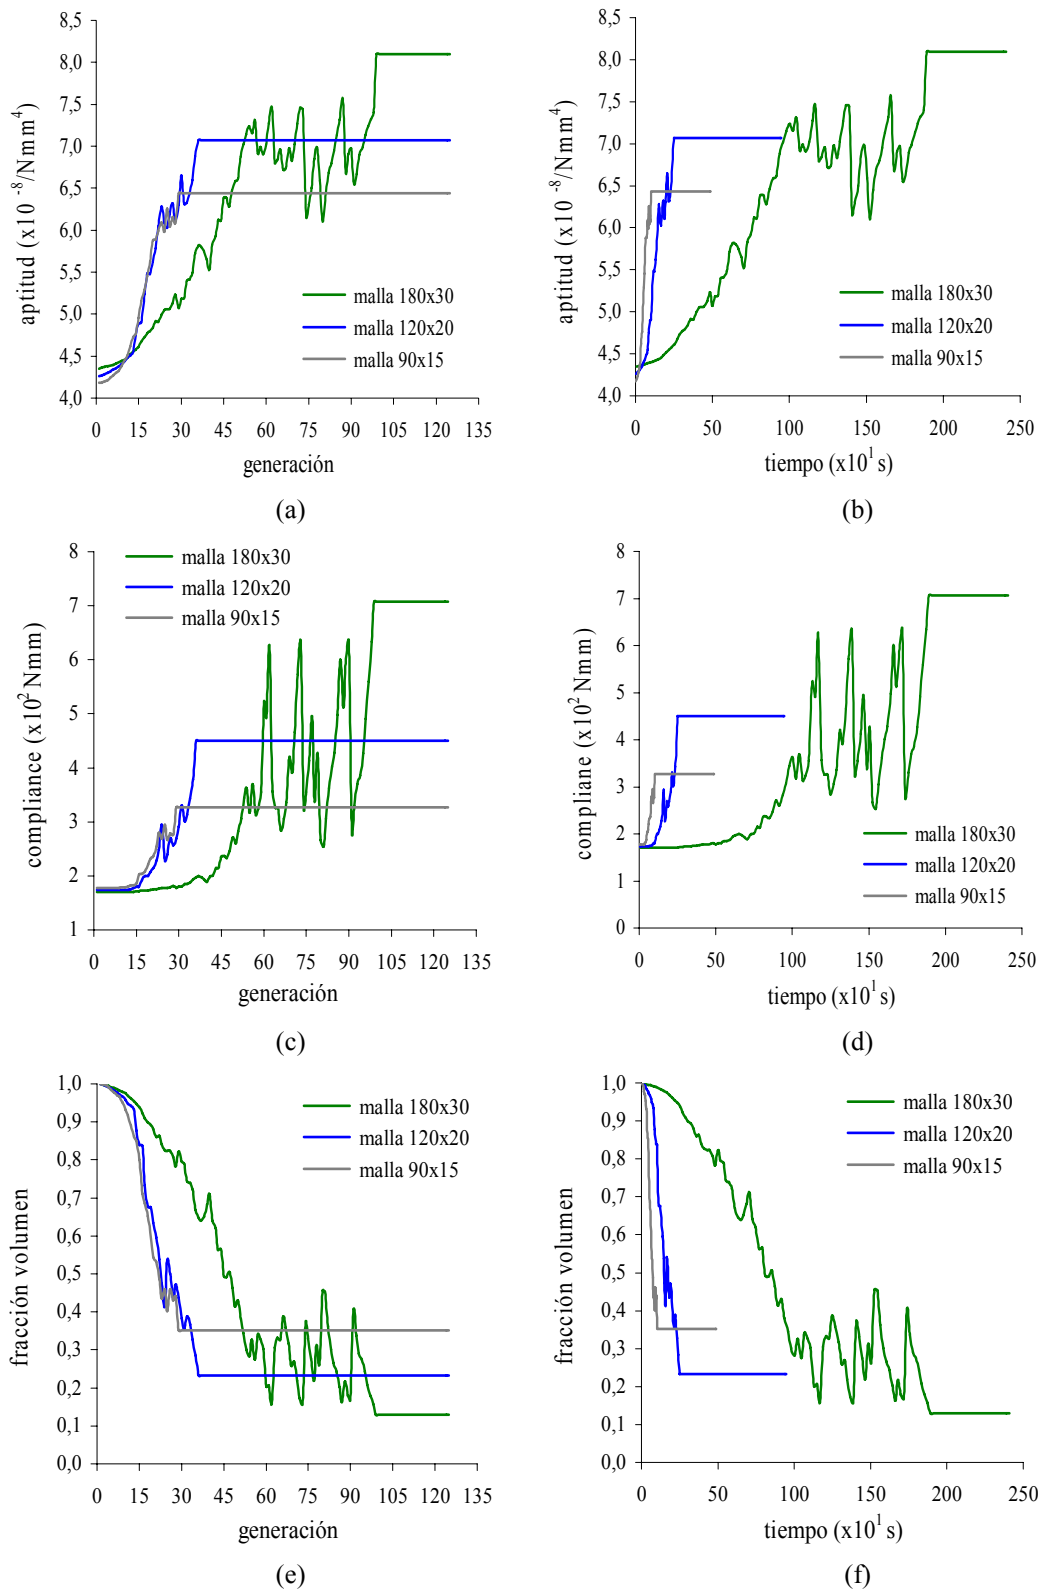 8,5
8,0
7,5
7,0
6,5
6,0
5,5
5,0
4,5
4,0
aptitud (x10 -8/Nmm4)
malla 180x30
malla 120x20
malla 90x15
0 15 30 45 60 75 90 105 120 135
generación
(a)
8,5
8,0
7,5
7,0
6,5
6,0
5,5
5,0
4,5
4,0
aptitud (x10 -8/Nmm4)
malla 180x30
malla 120x20
malla 90x15
0 50 100 150 200 250
tiempo (x101 s)
(b)
8
7
6
5
4
3
2
1
compliance (x102 Nmm)
malla 180x30
malla 120x20
malla 90x15
0 15 30 45 60 75 90 105 120 135
generación
(c)
8
7
6
5
4
3
2
1
0
compliane (x102 Nmm)
malla 180x30
malla 120x20
malla 90x15
0 50 100 150 200 250
tiempo (x101 s)
(d)
1,0
0,9
0,8
0,7
0,6
0,5
0,4
0,3
0,2
0,1
0,0
fracción volumen
malla 180x30
malla 120x20
malla 90x15
0 15 30 45 60 75 90 105 120 135
generación
(e)
1,0
0,9
0,8
0,7
0,6
0,5
0,4
0,3
0,2
0,1
0,0
fracción volumen
malla 180x30
malla 120x20
malla 90x15
0 50 100 150 200 250
tiempo (x101 s)
(f)